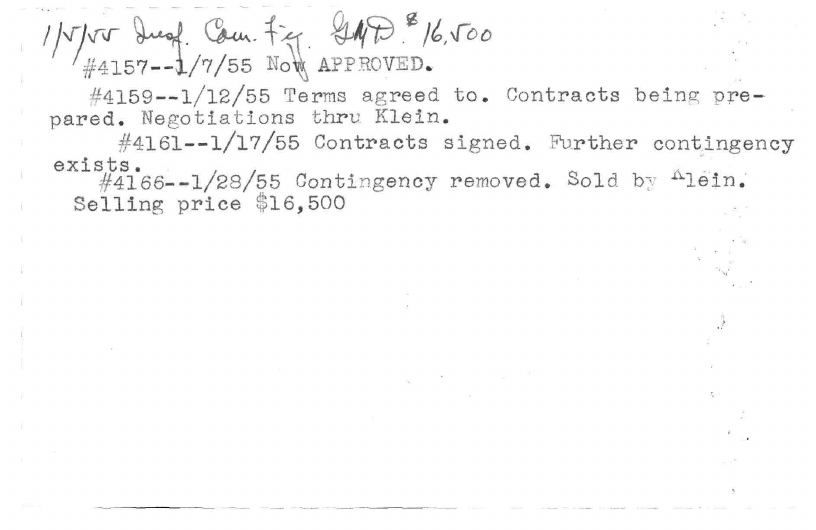 1/5/55 Insp. Com. Fig. GMD. $16,500
#4157--1/7/55 Now APPROVED.
#4159--1/12/55 Terms agreed to. Contracts being pre-
pared. Negotiations thru Klein.
#4161--1/17/55 Contracts signed. Further contingency
exists.
#4166--1/28/55 Contingency removed. Sold by Klein.
Selling price $16,500